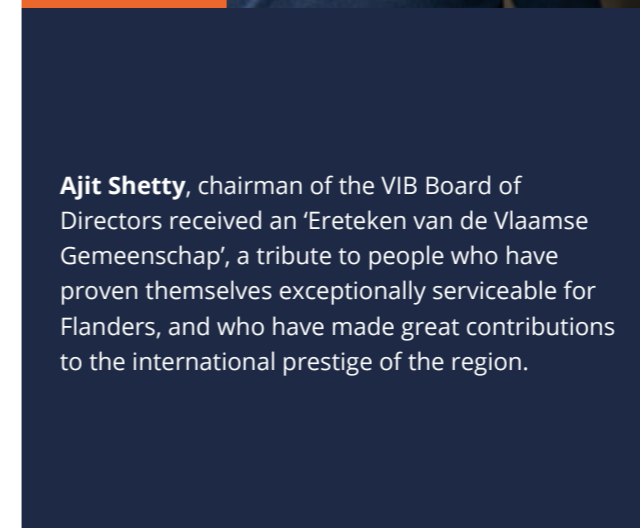 Ajit Shetty, chairman of the VIB Board of
Directors received an ‘Ereteken van de Vlaamse
Gemeenschap’, a tribute to people who have
proven themselves exceptionally serviceable for
Flanders, and who have made great contributions
to the international prestige of the region.